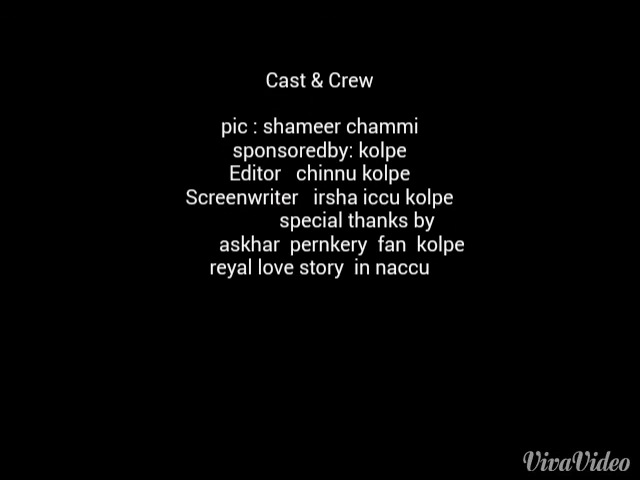 Cast & Crew
pic : shameer chammi
sponsoredby: kolpe
Editor   chinnu kolpe
Screenwriter   irsha iccu kolpe
special thanks by
askhar  pernkery  fan  kolpe
reyal love story  in naccu
VivaVideo